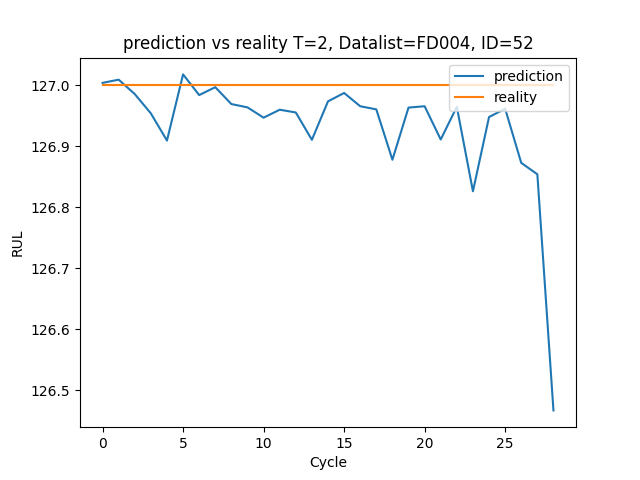 prediction vs reality T=2, Datalist=FD004, ID=52
prediction
reality
127.0
126.9
126.8
126.7
126.6
126.5
RUL
0 5 10 15 20 25
Cycle